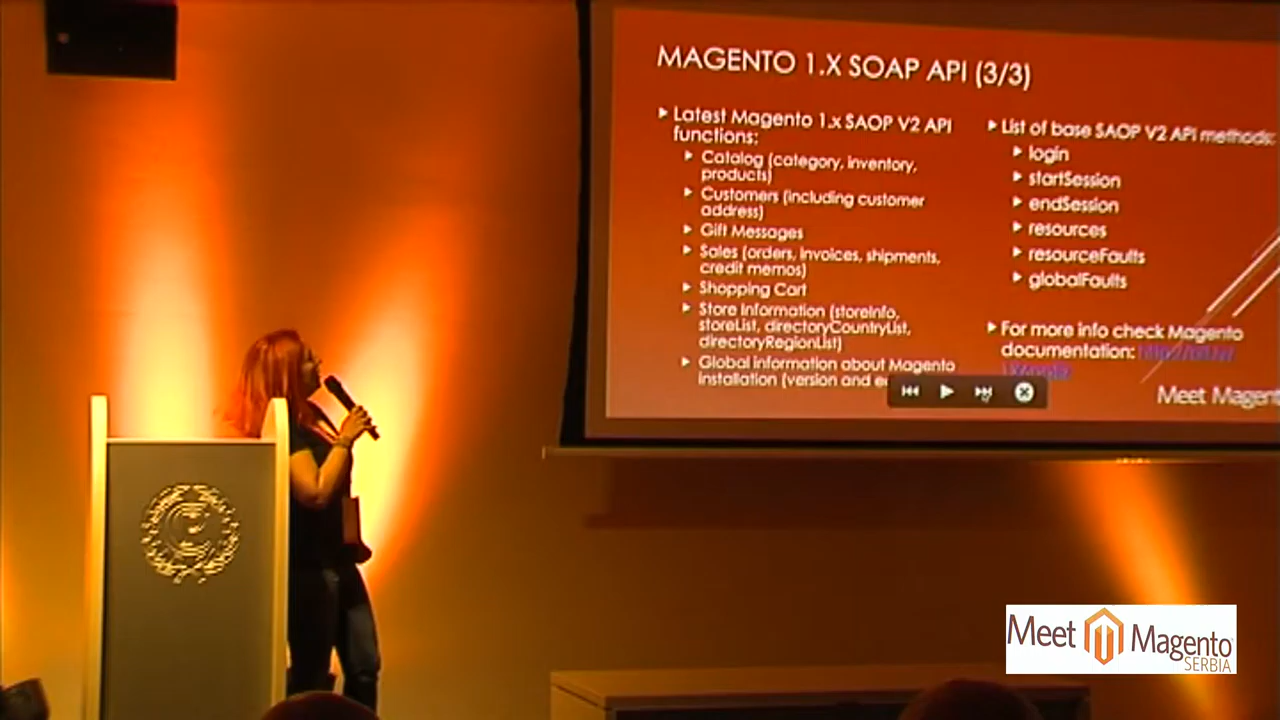 MAGENTO 1.X SOAP API (3/3)
Latest Magento 1.x SAOP V2 API
functions:
Catalog (category, inventory,
products)
Customers (including customer
address)
Gift Messages
Sales (orders, invoices, shipments,
credit memos)
Shopping Cart
Store Information (storeInfo,
storeList, directoryCountryList,
directoryRegionList)
Global information about Magento
installation (version and
List of base SAOP V2 API methods:
login
startSession
endSession
resources
resourceFaults
globalFaults
For more info check Magento
documentation:
Meet Magent
Meet Magento
SERBIA